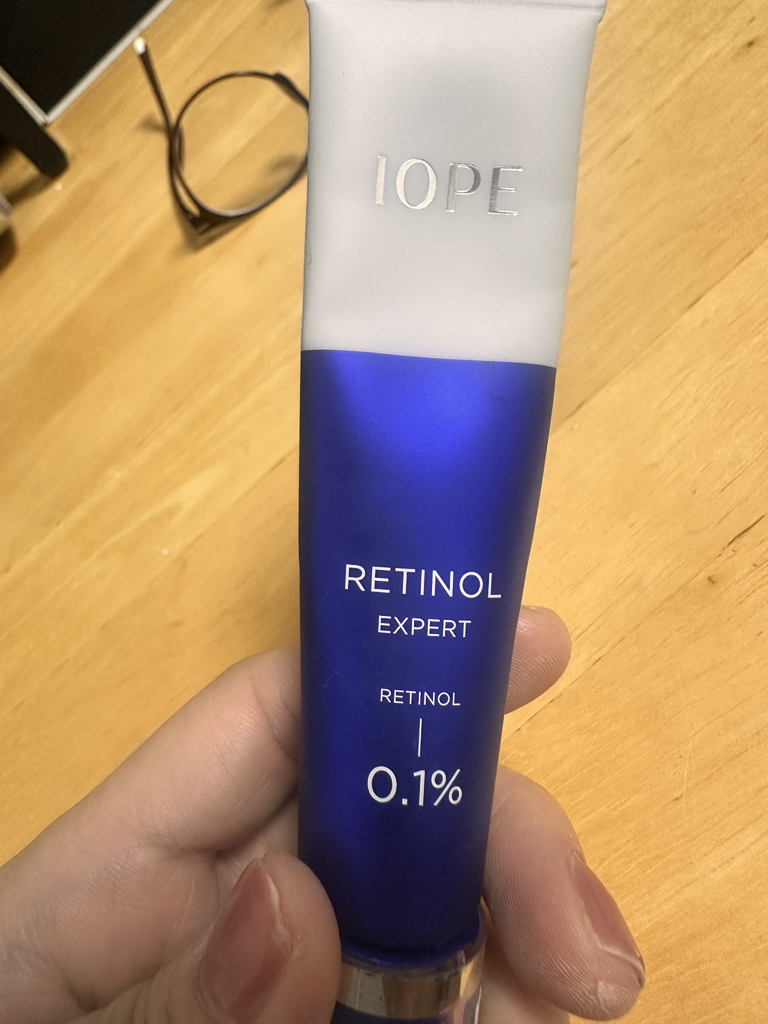 IOPE
RETINOL
EXPERT
RETINOL
0.1%